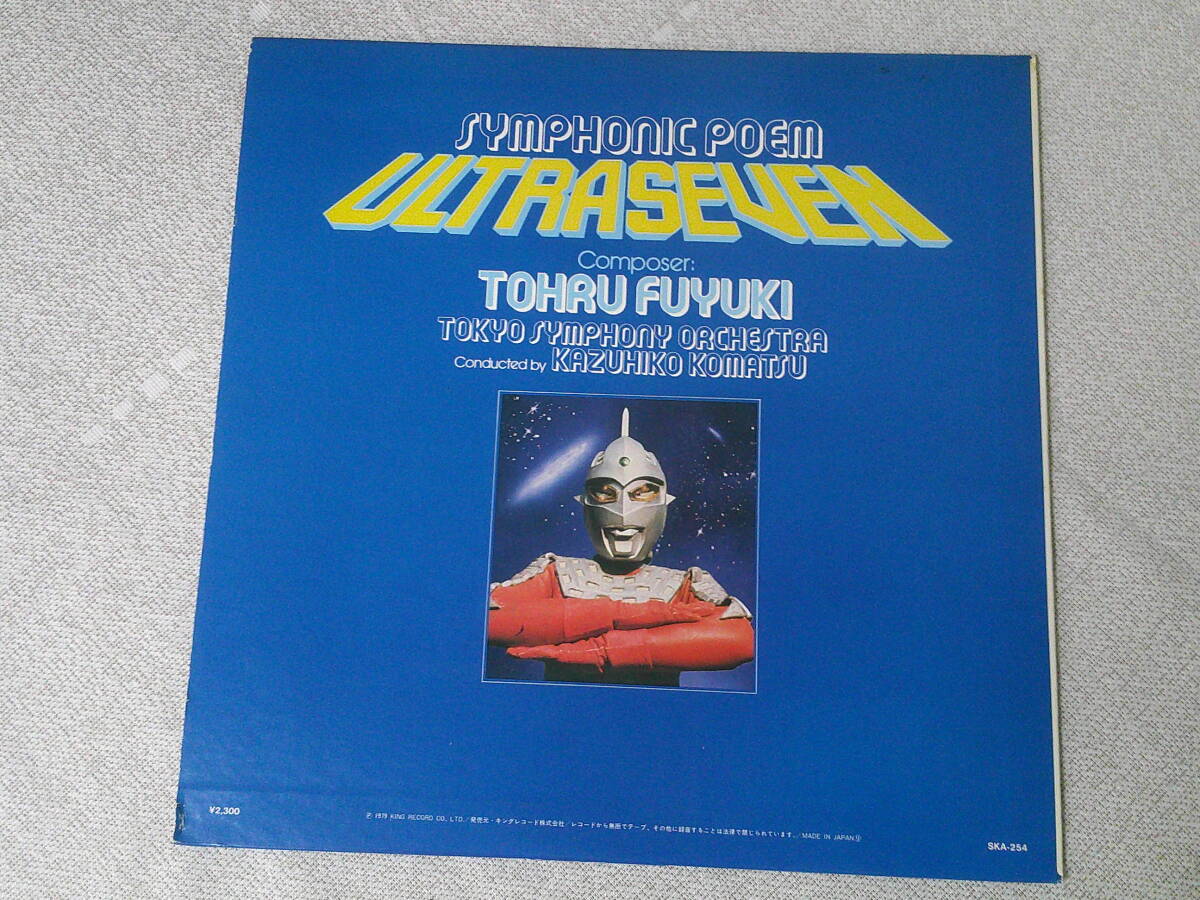 SYMPHONIC POEM
ULTRASEVEN
Composer:
TOHRU FUYUKI
TOKYO SYMPHONY ORCHESTRA
Conducted by KAZUHIKO KOMATSU
¥2,300
Ⓟ 1979 KING RECORD CO., LTD./発売元・キングレコード株式会社/レコードから無断でテープ、その他に録音することは法律で禁じられています。/MADE IN JAPAN
SKA-254